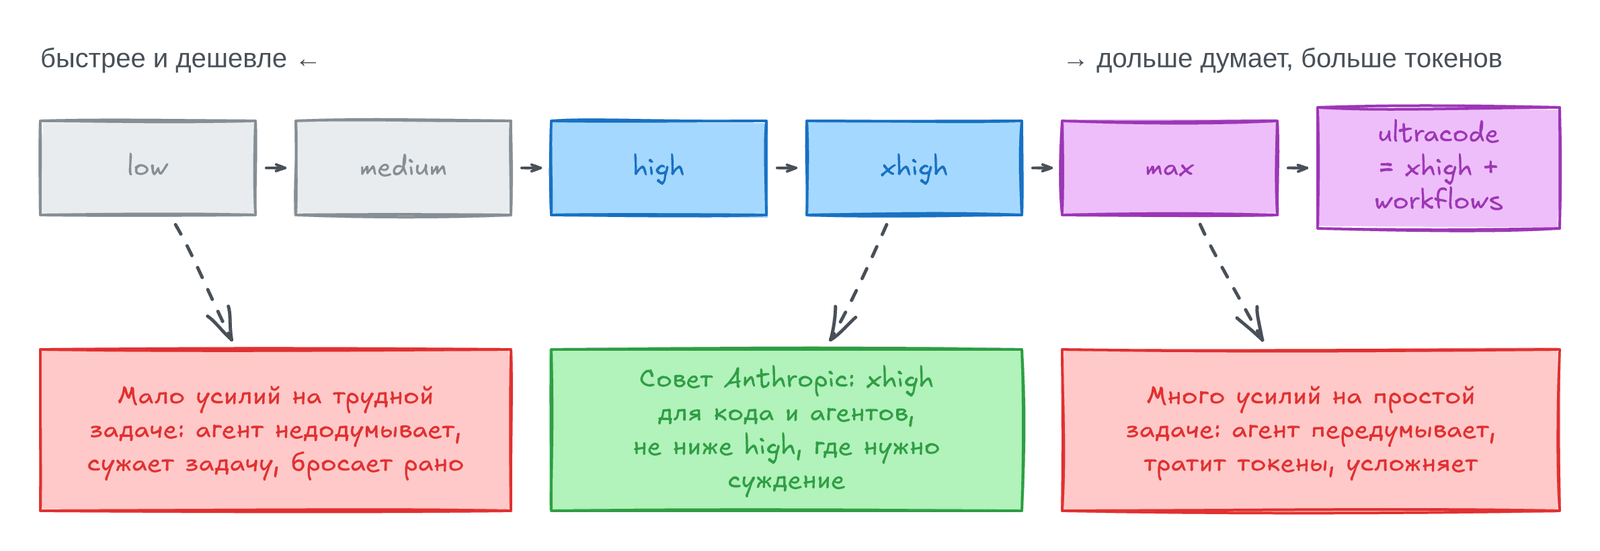 быстрее и дешевле ←
→ дольше думает, больше токенов
low
medium
high
xhigh
max
ultracode
= xhigh +
workflows
Мало усилий на трудной
задаче: агент недодумывает,
сужает задачу, бросает рано
Совет Anthropic: xhigh
для кода и агентов,
не ниже high, где нужно
суждение
Много усилий на простой
задаче: агент передумывает,
тратит токены, усложняет